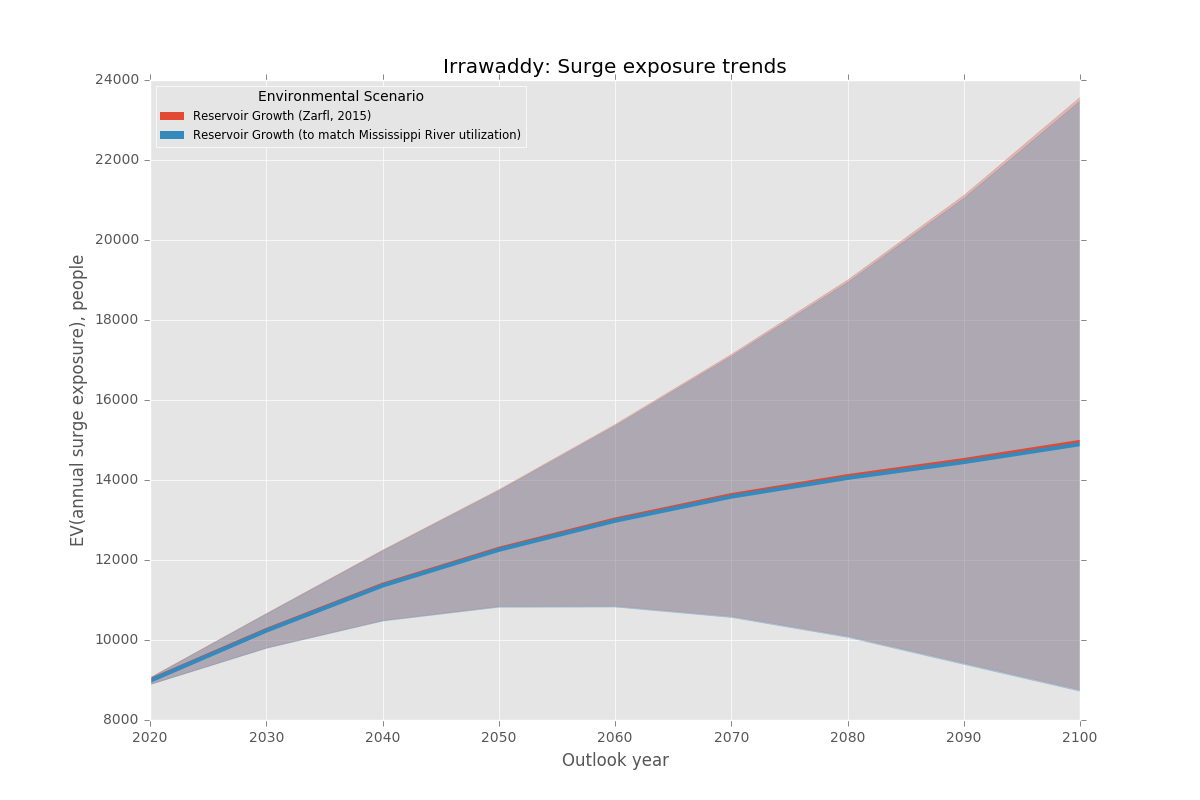 Irrawaddy: Surge exposure trends
Environmental Scenario
Reservoir Growth (Zarfl, 2015)
Reservoir Growth (to match Mississippi River utilization)
EV(annual surge exposure), people
24000
22000
20000
18000
16000
14000
12000
10000
8000
2020 2030 2040 2050 2060 2070 2080 2090 2100
Outlook year